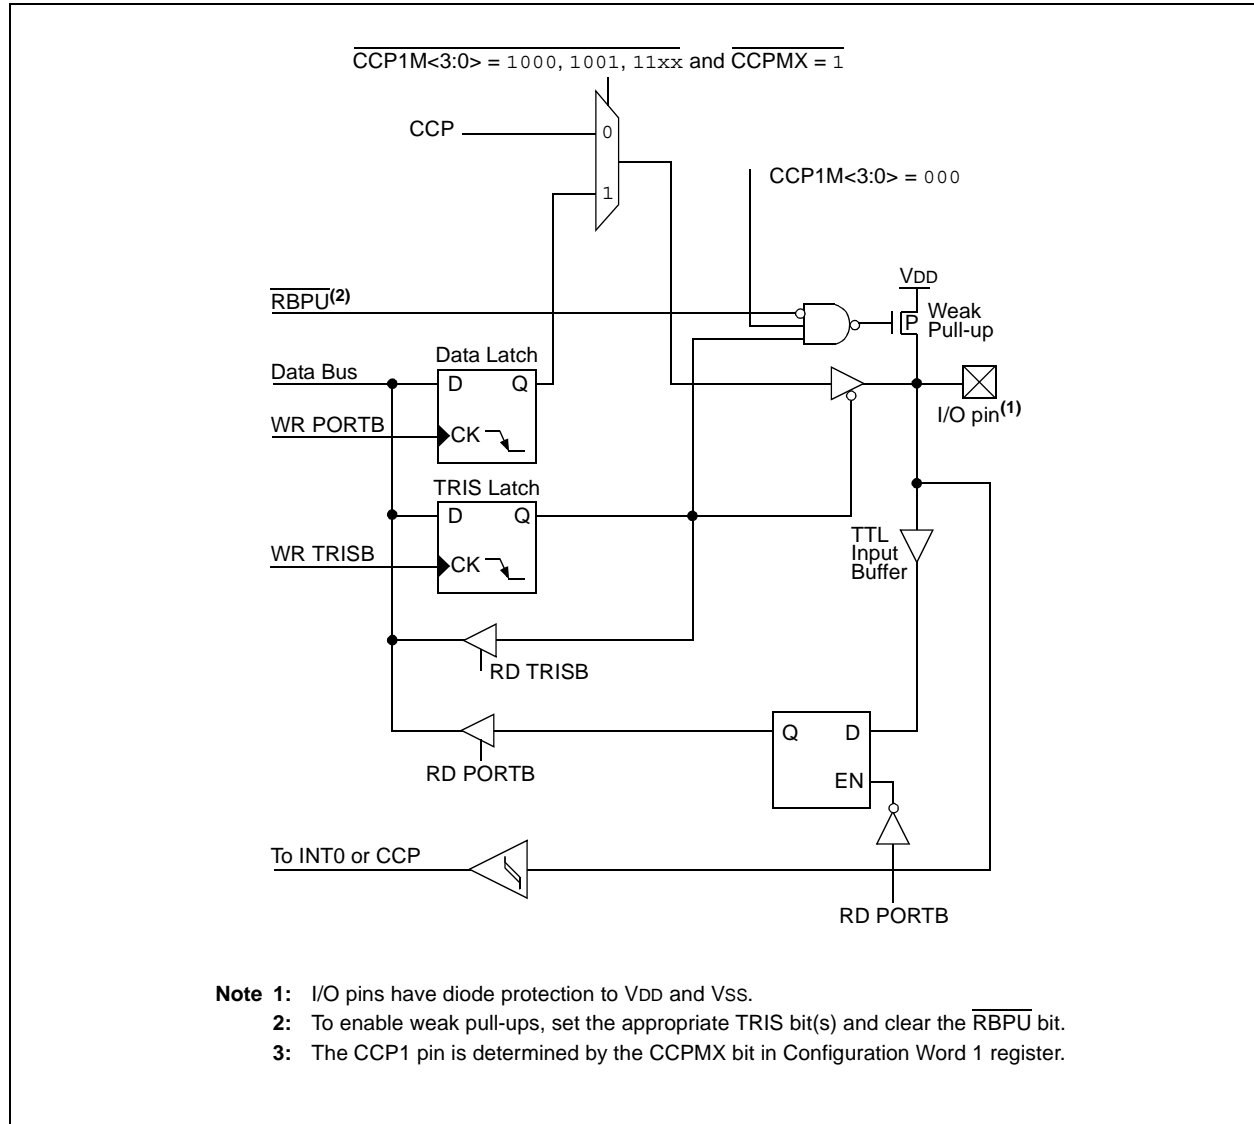 CCP1M<3:0> = 1000, 1001, 11xx and CCPMX = 1
CCP
0
1
CCP1M<3:0> = 000
VDD
RBPU(2)
Weak
Pull-up
P
Data Latch
Data Bus
D
Q
I/O pin(1)
WR PORTB
CK
TRIS Latch
D
Q
TTL
Input
Buffer
WR TRISB
CK
RD TRISB
Q
D
RD PORTB
EN
To INT0 or CCP
RD PORTB
Note 1: I/O pins have diode protection to VDD and VSS.
2: To enable weak pull-ups, set the appropriate TRIS bit(s) and clear the RBPU bit.
3: The CCP1 pin is determined by the CCPMX bit in Configuration Word 1 register.